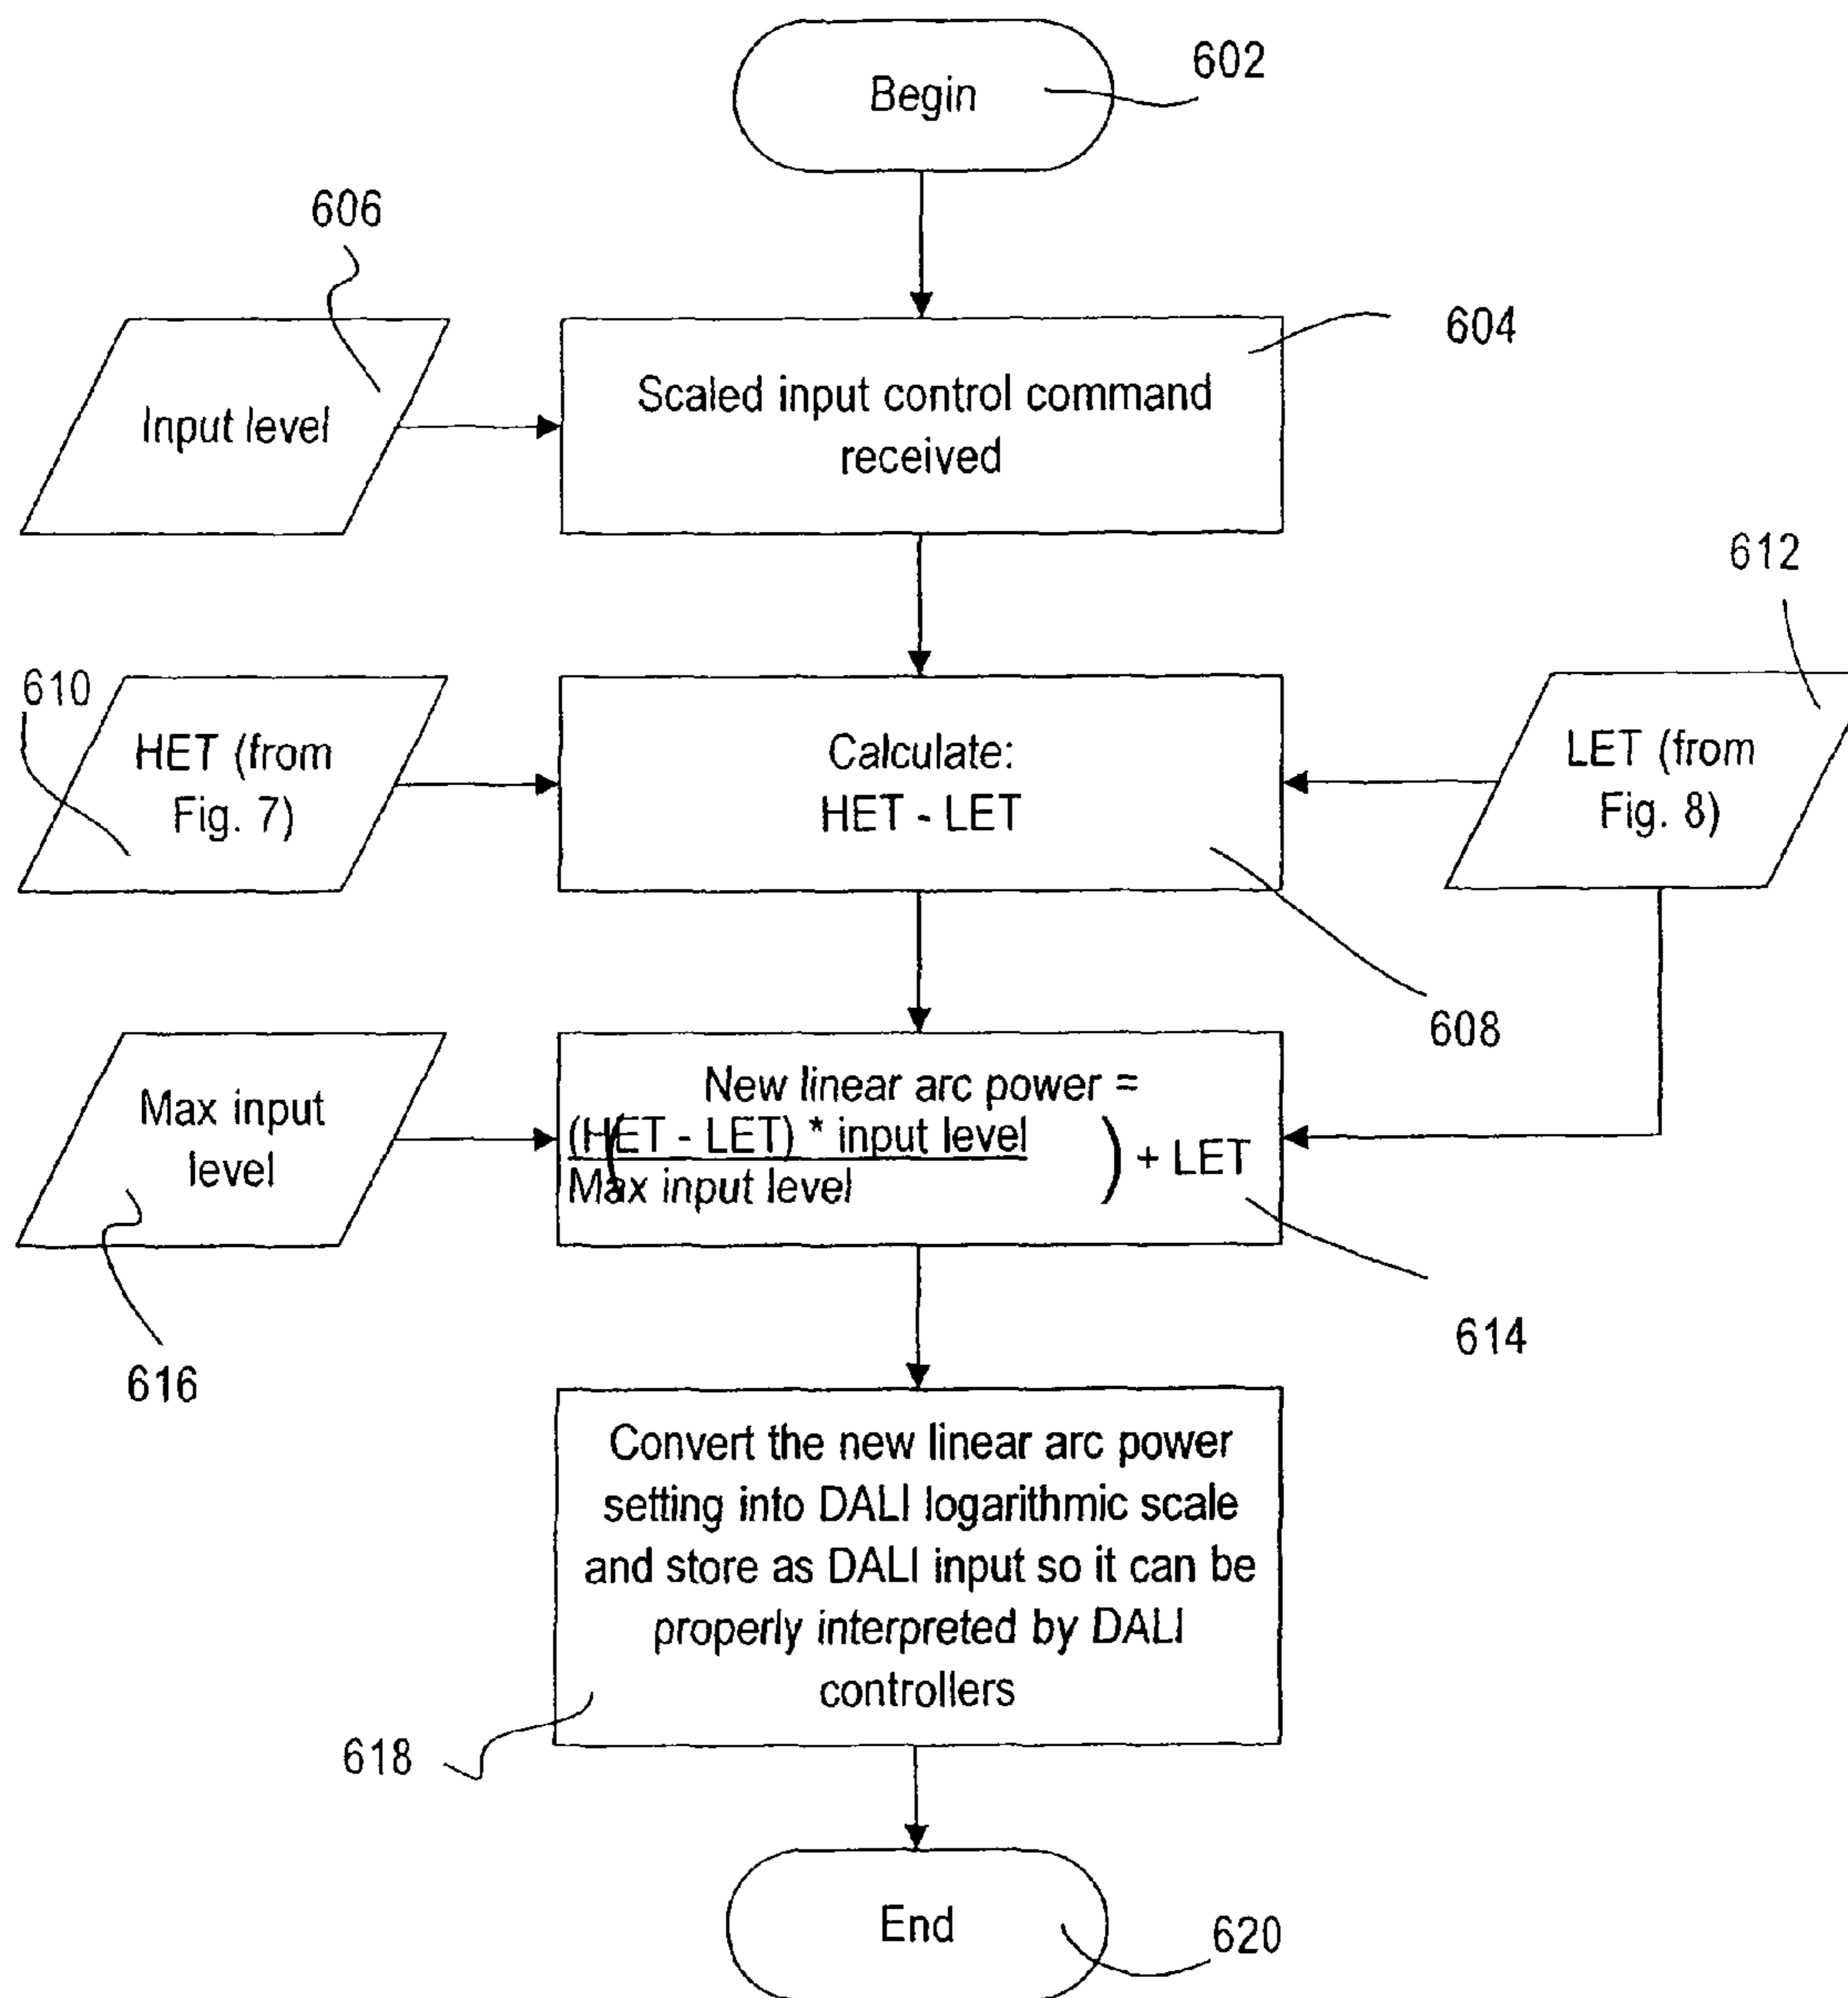 Begin
602
606
Input level
Scaled input control command
received
604
612
610
HET (from
Fig. 7)
Calculate:
HET - LET
LET (from
Fig. 8)
608
Max input
level
New linear arc power =
(HET - LET) * input level
Max input level
( ) + LET
614
616
Convert the new linear arc power
setting into DALI logarithmic scale
and store as DALI input so it can be
properly interpreted by DALI
controllers
618
End
620